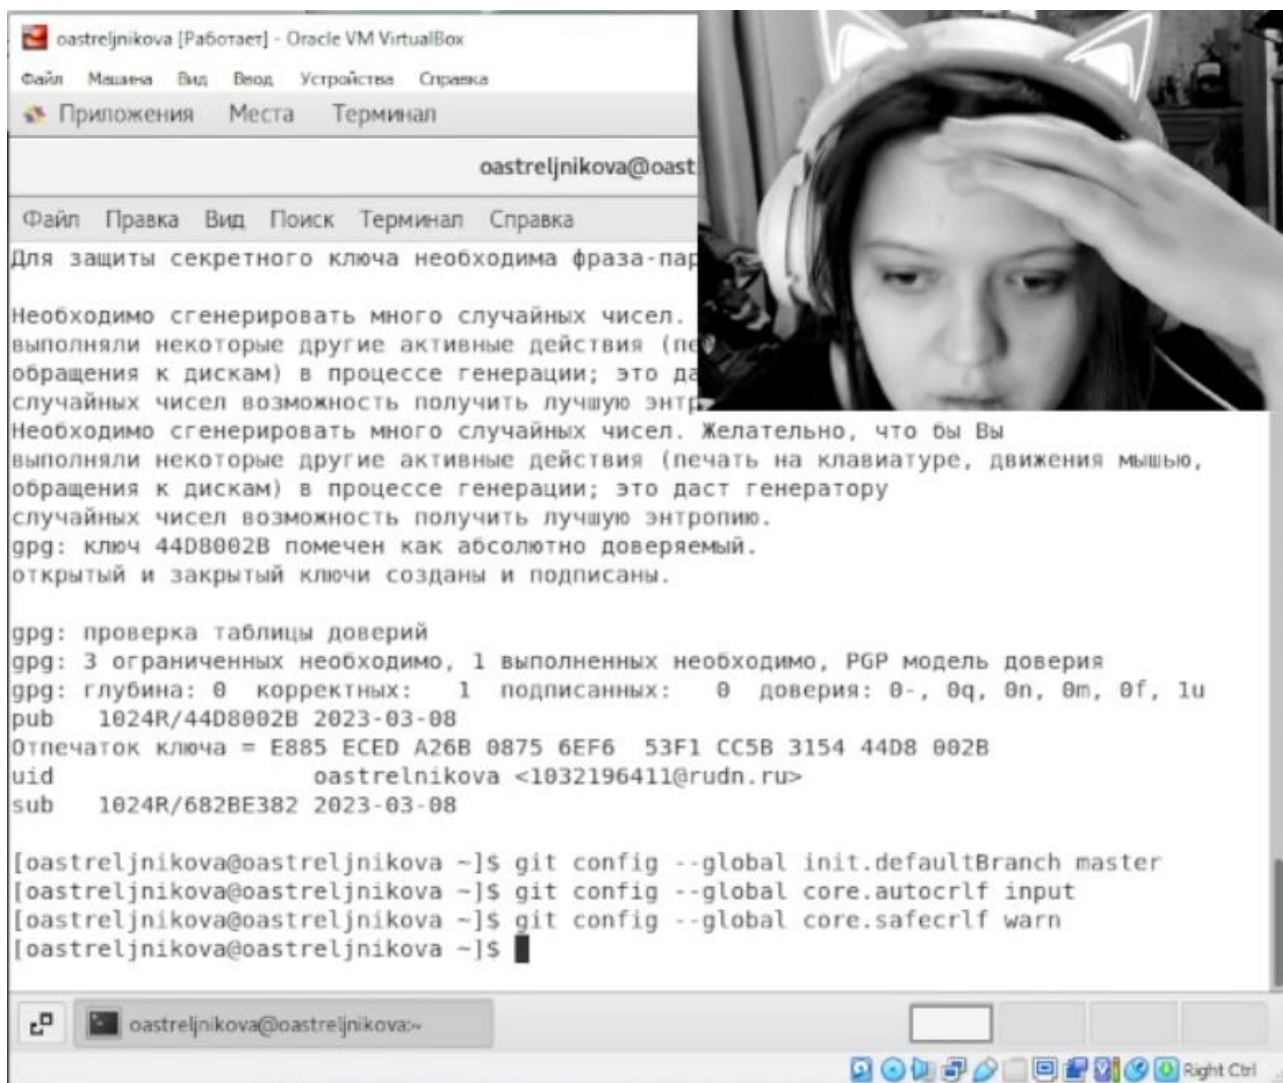 oastreljnikova [Работает] - Oracle VM VirtualBox
Файл Машина Вид Ввод Устройства Справка
Приложения Места Терминал
oastreljnikova@oast
Файл Правка Вид Поиск Терминал Справка
Для защиты секретного ключа необходима фраза-пар
Необходимо сгенерировать много случайных чисел.
выполняли некоторые другие активные действия (пе
обращения к дискам) в процессе генерации; это да
случайных чисел возможность получить лучшую энтр
Необходимо сгенерировать много случайных чисел. Желательно, что бы Вы
выполняли некоторые другие активные действия (печать на клавиатуре, движения мышью,
обращения к дискам) в процессе генерации; это даст генератору
случайных чисел возможность получить лучшую энтропию.
gpg: ключ 44D8002B помечен как абсолютно доверяемый.
открытый и закрытый ключи созданы и подписаны.
gpg: проверка таблицы доверий
gpg: 3 ограниченных необходимо, 1 выполненных необходимо, PGP модель доверия
gpg: глубина: 0 корректных: 1 подписанных: 0 доверия: 0-, 0q, 0n, 0m, 0f, 1u
pub 1024R/44D8002B 2023-03-08
Отпечаток ключа = E885 ECED A26B 0875 6EF6 53F1 CC5B 3154 44D8 002B
uid oastrelnikova <1032196411@rudn.ru>
sub 1024R/682BE382 2023-03-08
[oastreljnikova@oastreljnikova ~]$ git config --global init.defaultBranch master
[oastreljnikova@oastreljnikova ~]$ git config --global core.autocrlf input
[oastreljnikova@oastreljnikova ~]$ git config --global core.safecrlf warn
[oastreljnikova@oastreljnikova ~]$
oastreljnikova@oastreljnikova:~
Right Ctrl